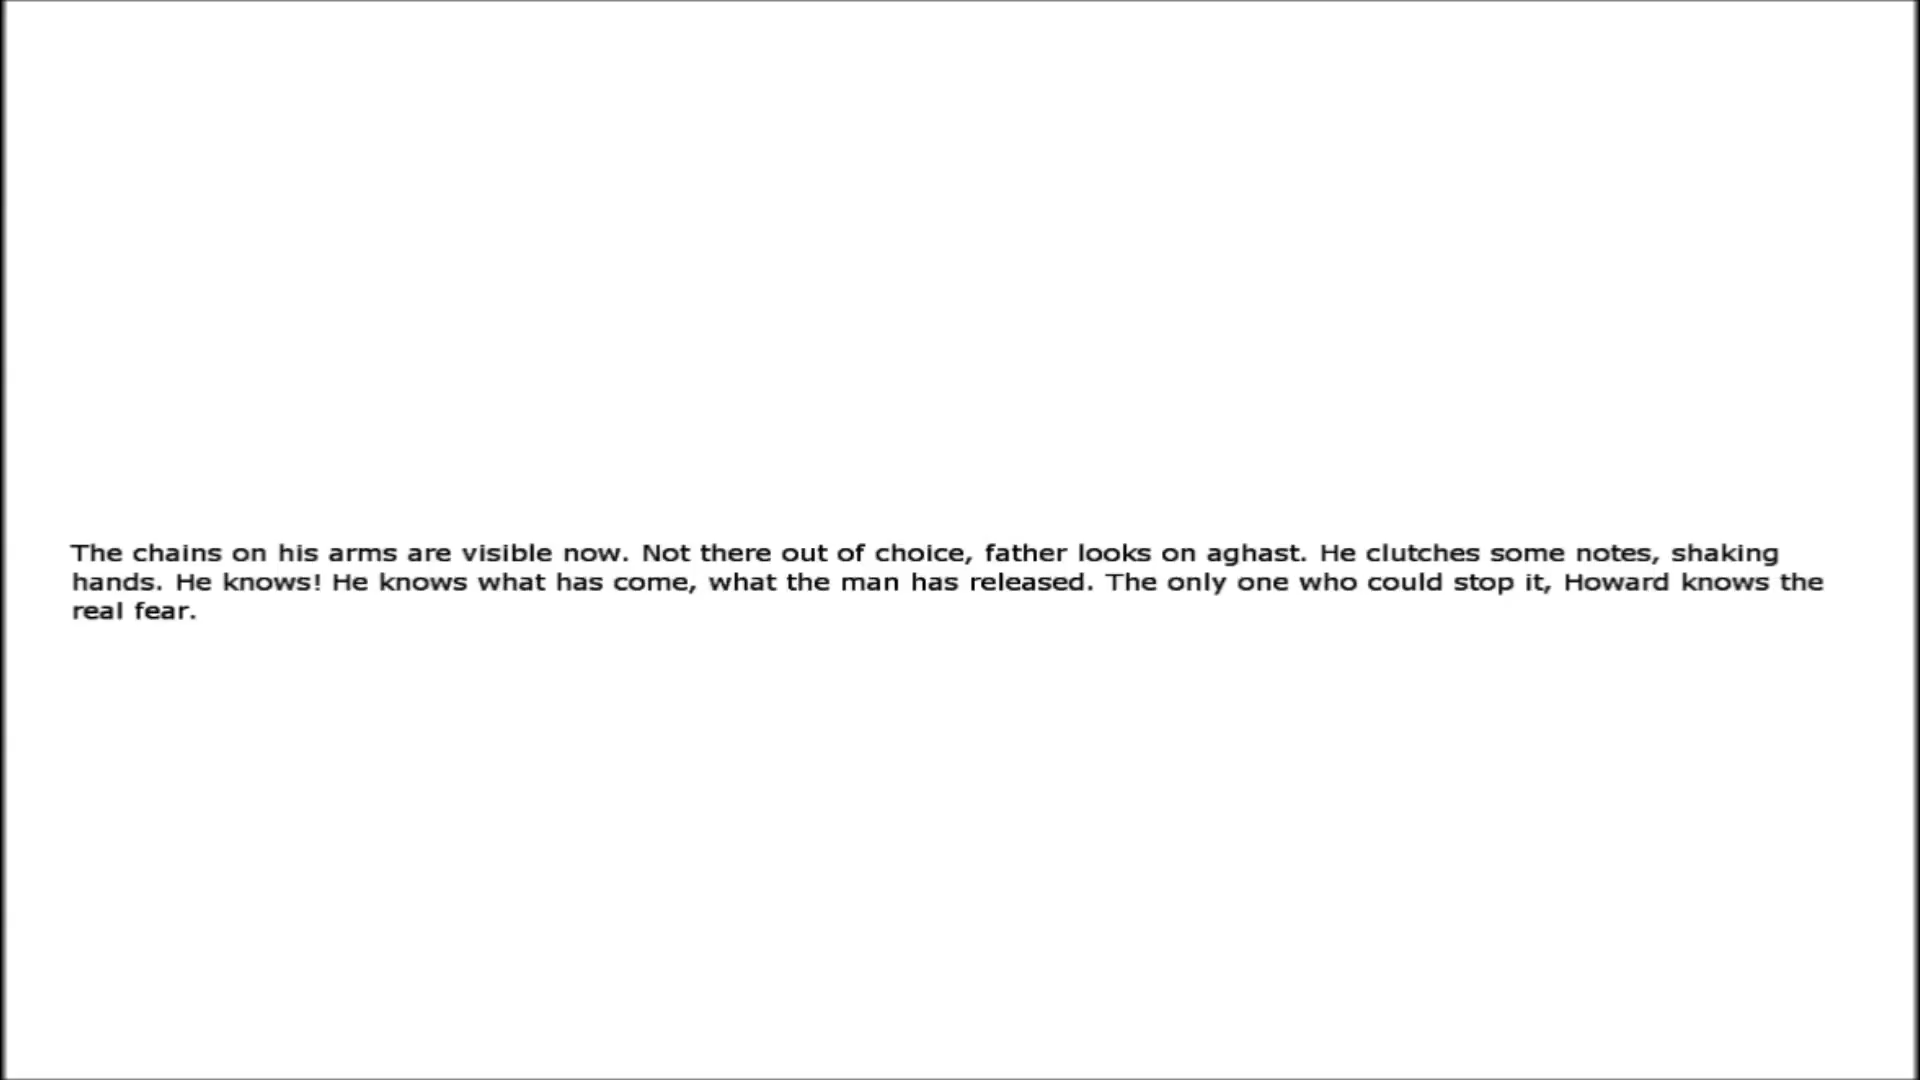 The chains on his arms are visible now. Not there out of choice, father looks on aghast. He clutches some notes, shaking
hands. He knows! He knows what has come, what the man has released. The only one who could stop it, Howard knows the
real fear.